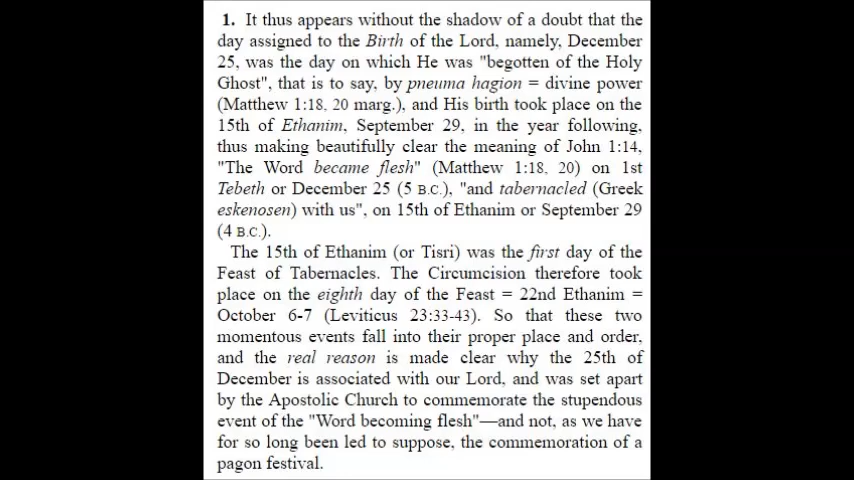 1. It thus appears without the shadow of a doubt that the
day assigned to the Birth of the Lord, namely, December
25, was the day on which He was "begotten of the Holy
Ghost", that is to say, by pneuma hagion = divine power
(Matthew 1:18, 20 marg.), and His birth took place on the
15th of Ethanim, September 29, in the year following,
thus making beautifully clear the meaning of John 1:14,
"The Word became flesh" (Matthew 1:18, 20) on 1st
Tebeth or December 25 (5 B.C.), "and tabernacled (Greek
eskenosen) with us", on 15th of Ethanim or September 29
(4 B.C.).
The 15th of Ethanim (or Tisri) was the first day of the
Feast of Tabernacles. The Circumcision therefore took
place on the eighth day of the Feast = 22nd Ethanim =
October 6-7 (Leviticus 23:33-43). So that these two
momentous events fall into their proper place and order,
and the real reason is made clear why the 25th of
December is associated with our Lord, and was set apart
by the Apostolic Church to commemorate the stupendous
event of the "Word becoming flesh"—and not, as we have
for so long been led to suppose, the commemoration of a
pagon festival.